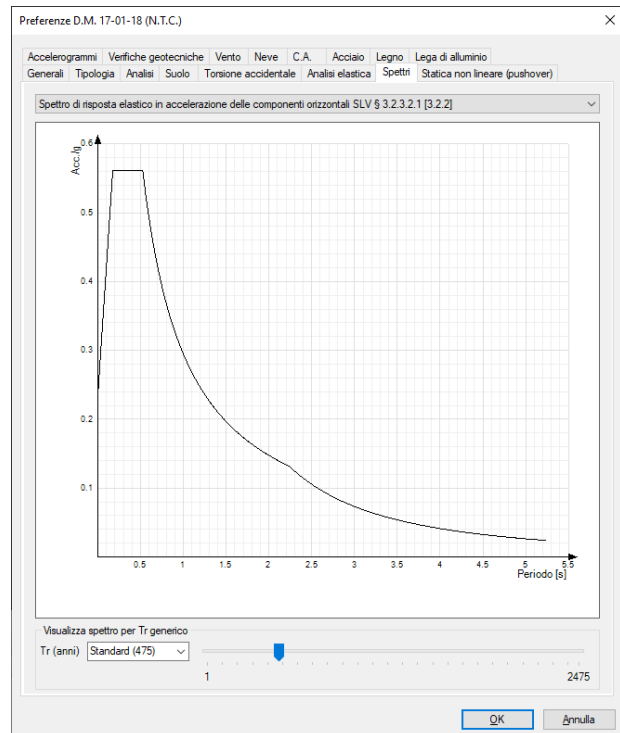 Preferenze D.M. 17-01-18 (N.T.C.)
Accelerogrammi Verifiche geotecniche Vento Neve C.A. Acciaio Legno Lega di alluminio
Generali Tipologia Analisi Suolo Torsione accidentale Analisi elastica Spettri Statica non lineare (pushover)
Spettro di risposta elastico in accelerazione delle componenti orizzontali SLV § 3.2.3.2.1 [3.2.2]
Acc./g
0.6
0.5
0.4
0.3
0.2
0.1
0.5 1 1.5 2 2.5 3 3.5 4 4.5 5 5.5
Periodo [s]
Visualizza spettro per Tr generico
Tr (anni) Standard (475)
1 2475
OK Annulla